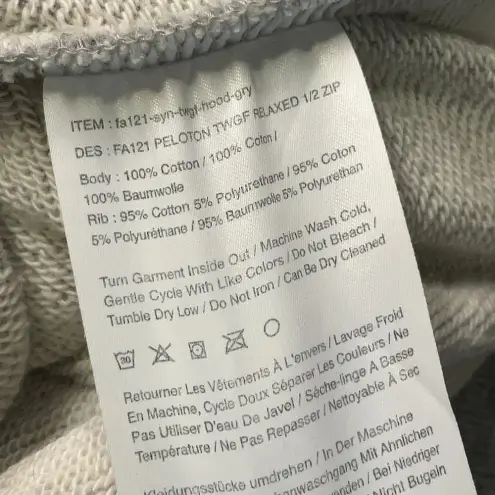 ITEM : fa121-syn-twgf-hood-gry
DES : FA121 PELOTON TWGF RELAXED 1/2 ZIP
Body : 100% Cotton / 100% Coton /
100% Baumwolle
Rib : 95% Cotton 5% Polyurethane / 95% Coton
5% Polyuréthane / 95% Baumwolle 5% Polyurethan
Turn Garment Inside Out / Machine Wash Cold,
Gentle Cycle With Like Colors / Do Not Bleach /
Tumble Dry Low / Do Not Iron / Can Be Dry Cleaned
Retourner Les Vêtements À L'envers / Lavage Froid
En Machine, Cycle Doux Séparer Les Couleurs / Ne
Pas Utiliser D'eau De Javel / Sèche-linge A Basse
Température / Ne Pas Repasser / Nettoyable À Sec
Kleidungsstücke umdrehen / In Der Maschine
waschgang Mit Ähnlichen
/ Bei Niedriger
Nicht Bugeln